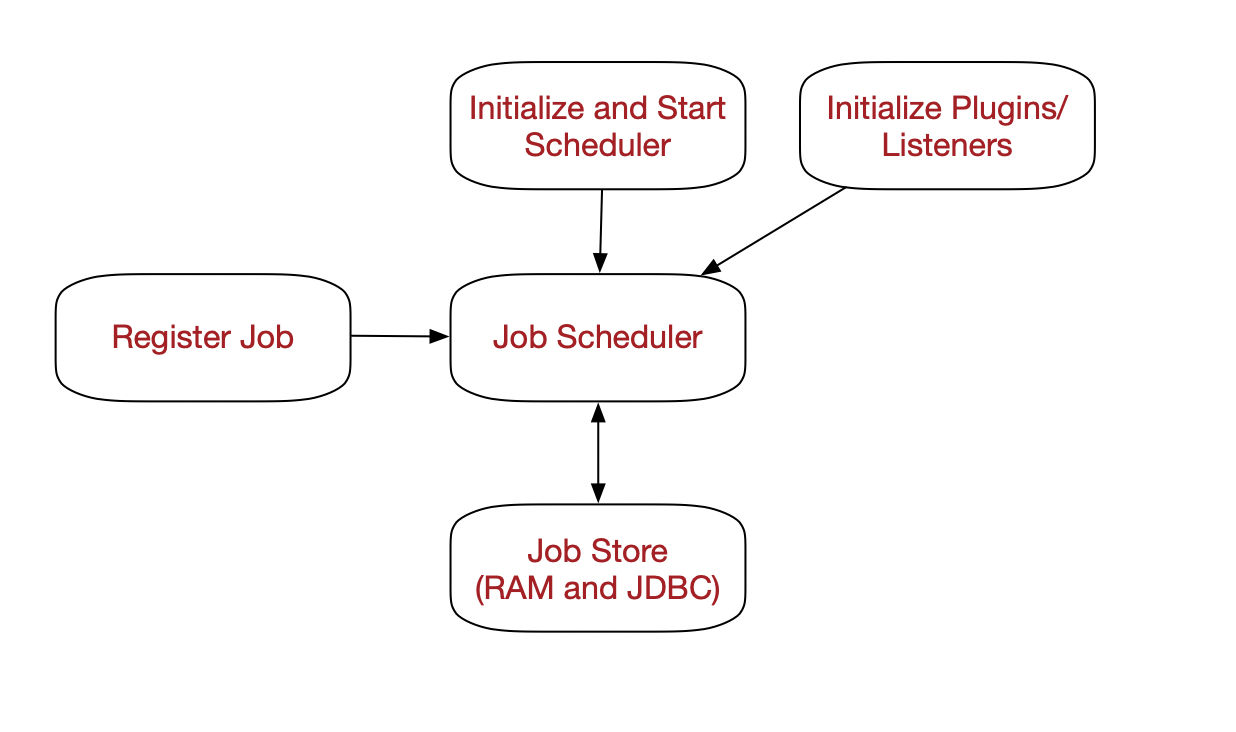 Initialize and Start
Scheduler
Initialize Plugins/
Listeners
Register Job
Job Scheduler
Job Store
(RAM and JDBC)